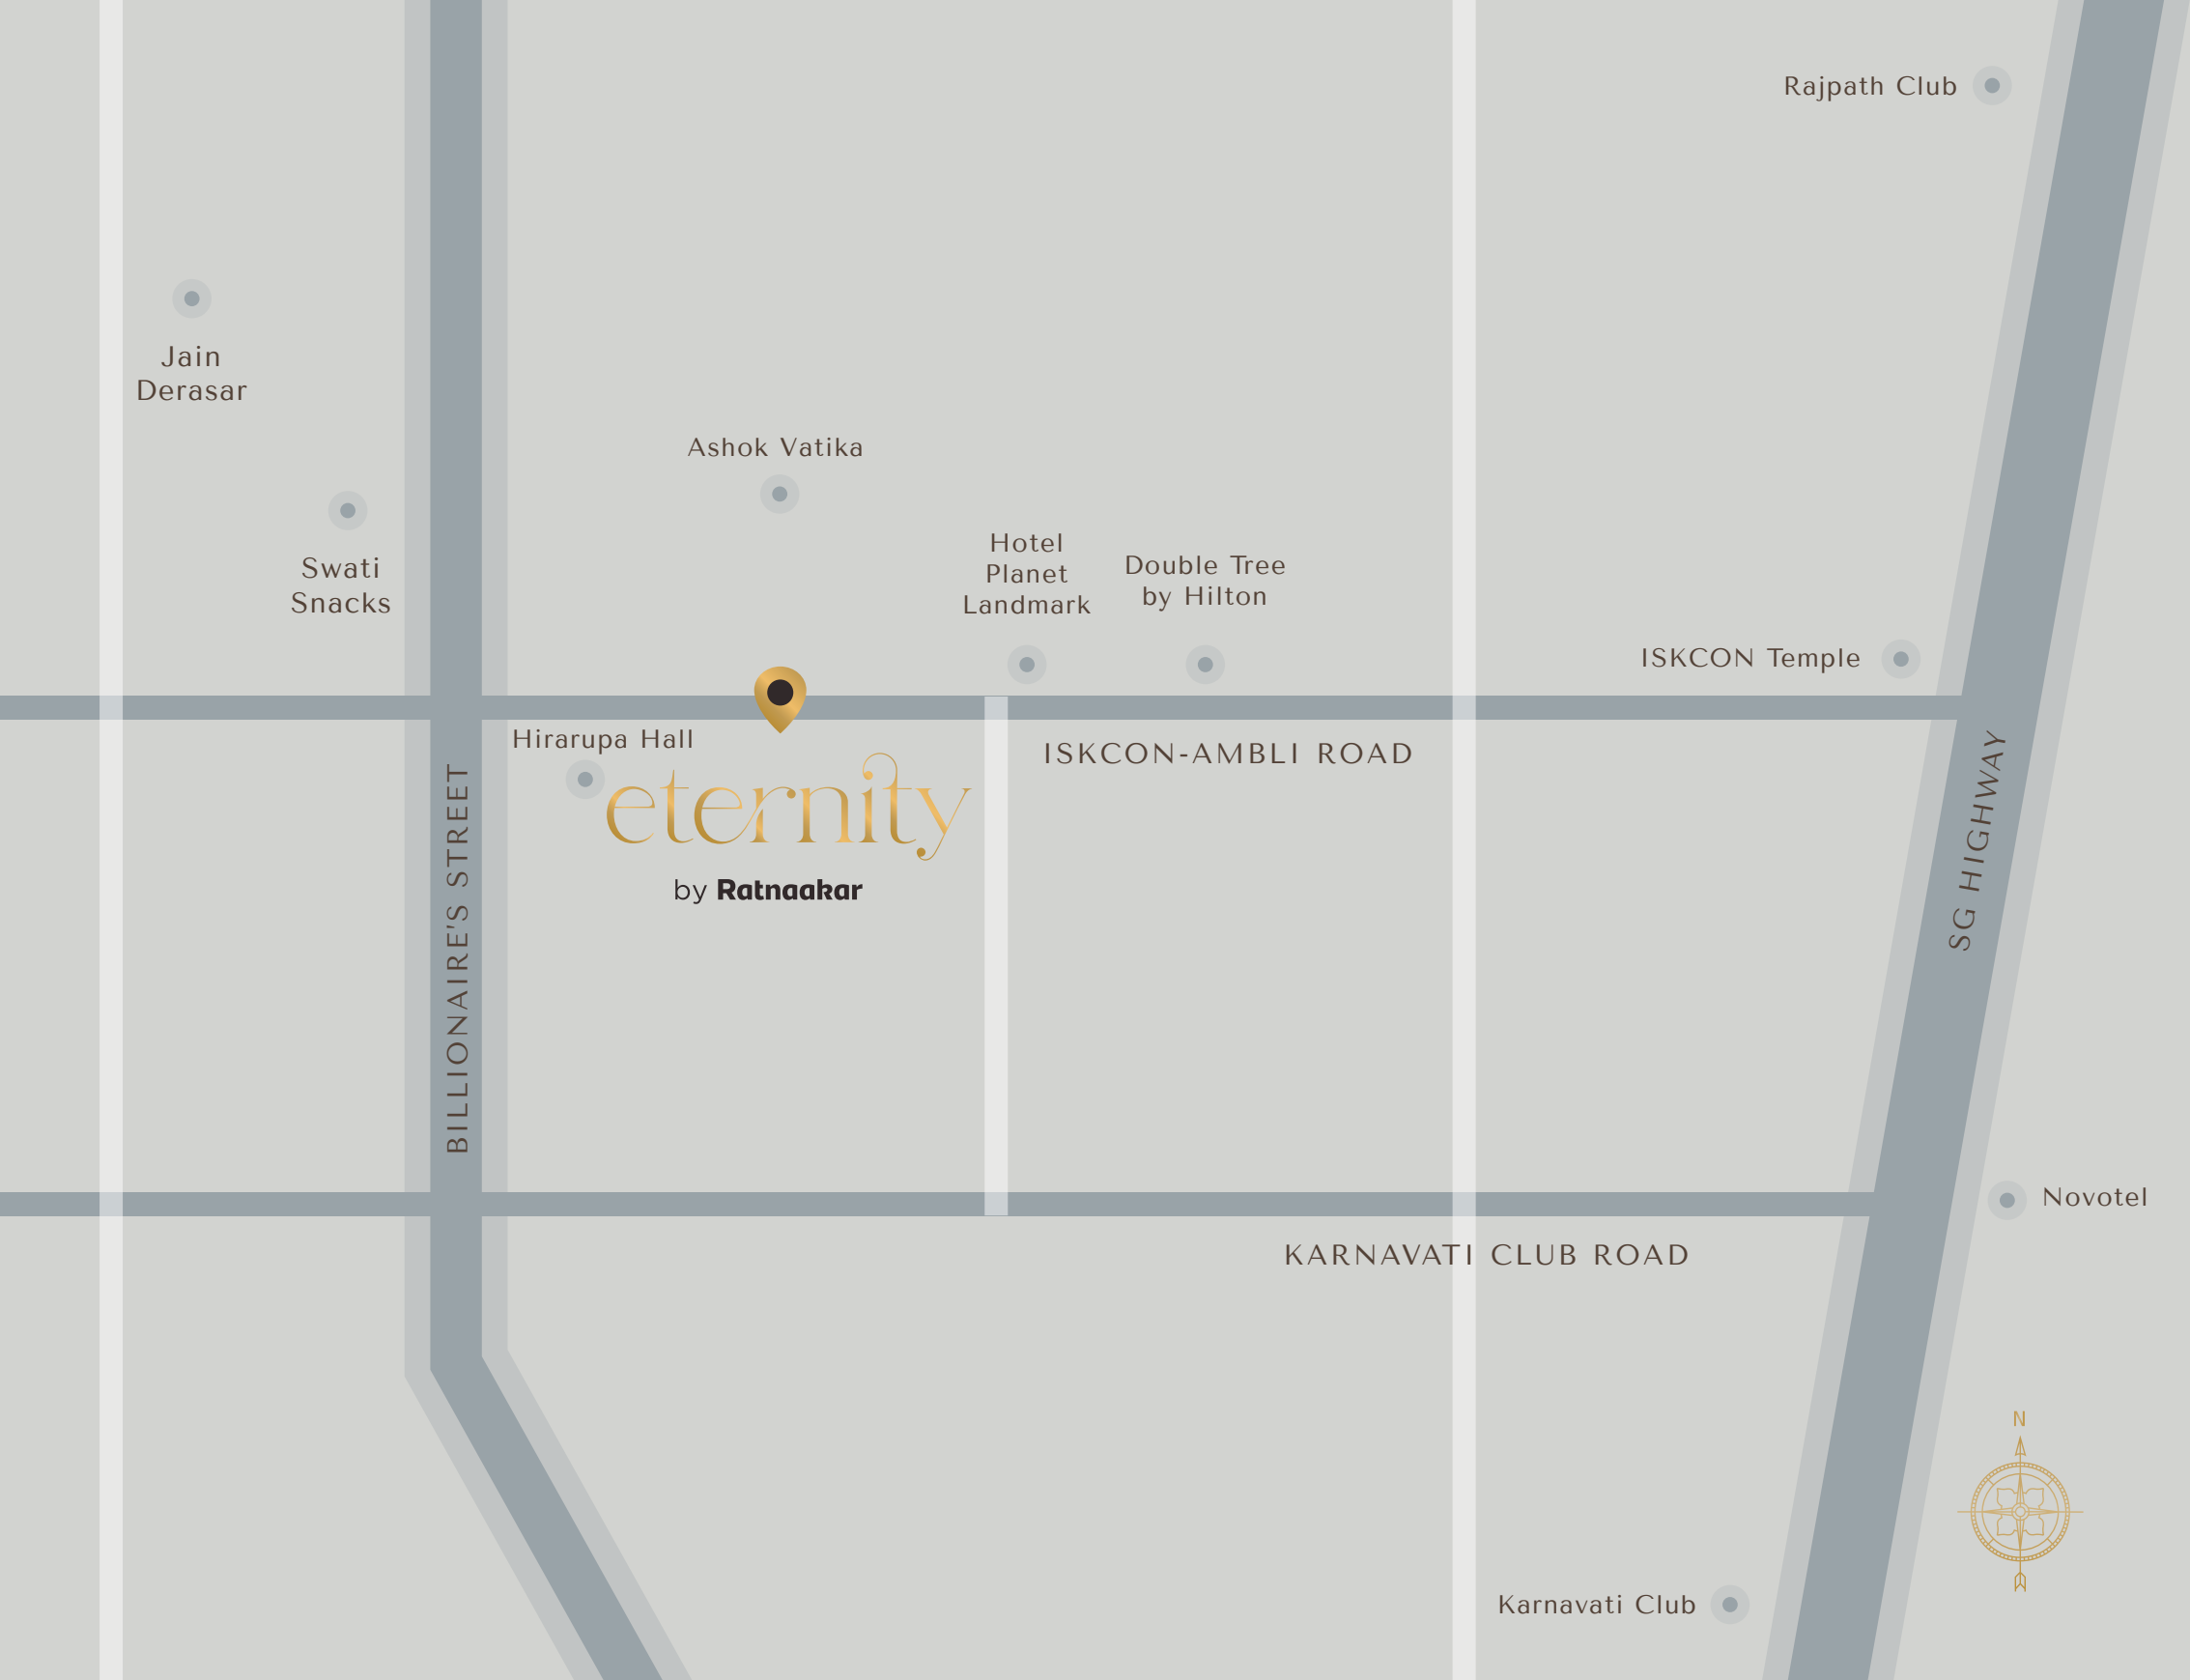 Rajpath Club
Jain
Derasar
Ashok Vatika
Swati
Snacks
Hotel
Planet
Landmark
Double Tree
by Hilton
ISKCON Temple
Hirarupa Hall
ISKCON-AMBLI ROAD
eternity
by Ratnaakar
BILLIONAIRE'S STREET
SG HIGHWAY
Novotel
KARNAVATI CLUB ROAD
N
Karnavati Club